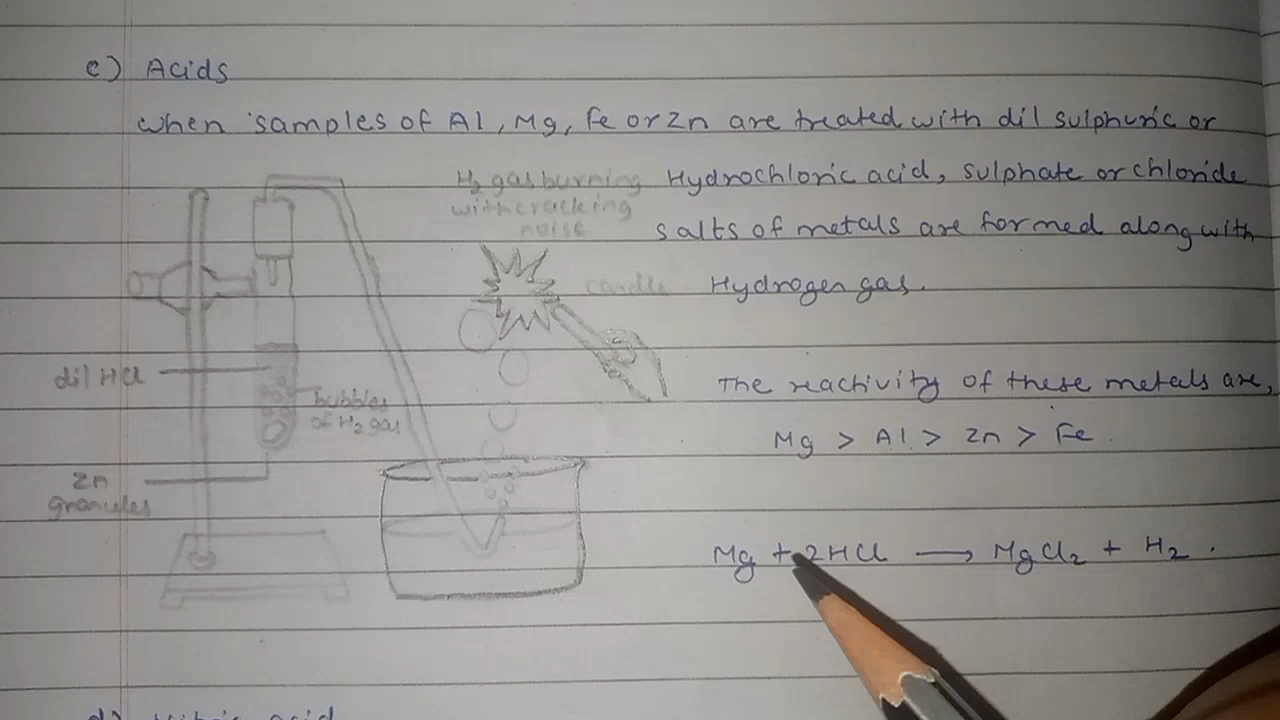 c) Acids
when samples of Al, Mg, Fe or Zn are treated with dil sulphuric or
Hydrochloric acid, sulphate or chloride
salts of metals are formed along with
Hydrogen gas.
H2 gas burning
with cracking
noise
candle
dil HCl
bubbles
of H2 gas
Zn
granules
The reactivity of these metals are,
Mg > Al > Zn > Fe
Mg + 2HCl → MgCl2 + H2.
d) Nitric acid